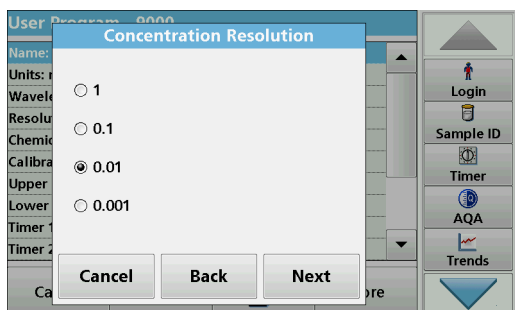 User Program 9000
Concentration Resolution
Name:
Units:
Wavele
Resolu
Chemic
Calibra
Upper
Lower
Timer 1
Timer 2
1
0.1
0.01
0.001
Cancel
Back
Next
Ca
ore
Login
Sample ID
Timer
AQA
Trends